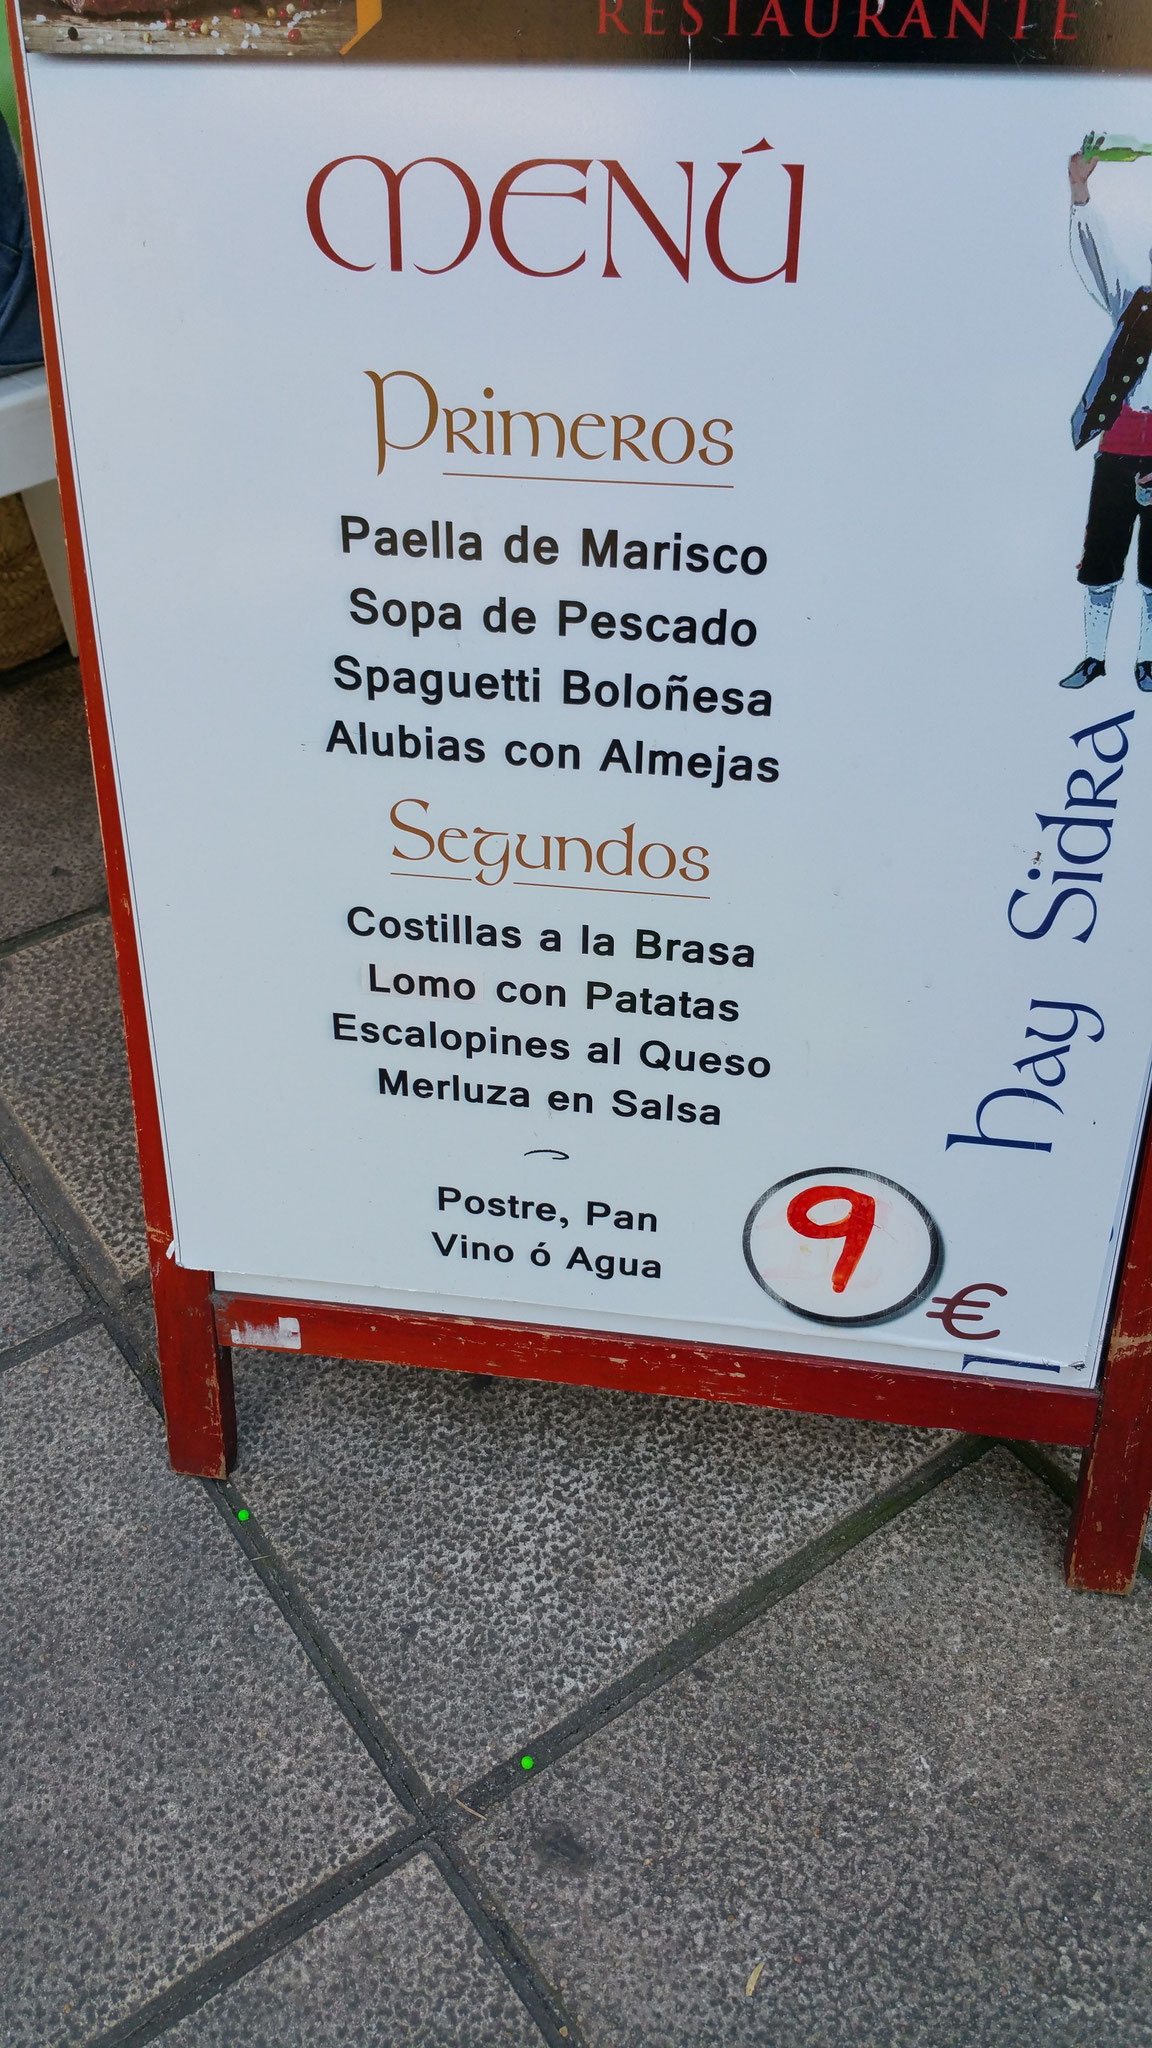 RESTAURANTE
MENÚ
Primeros
Paella de Marisco
Sopa de Pescado
Spaguetti Boloñesa
Alubias con Almejas
Segundos
Costillas a la Brasa
Lomo con Patatas
Escalopines al Queso
Merluza en Salsa
Postre, Pan
Vino ó Agua
9 €
Hay Sidra